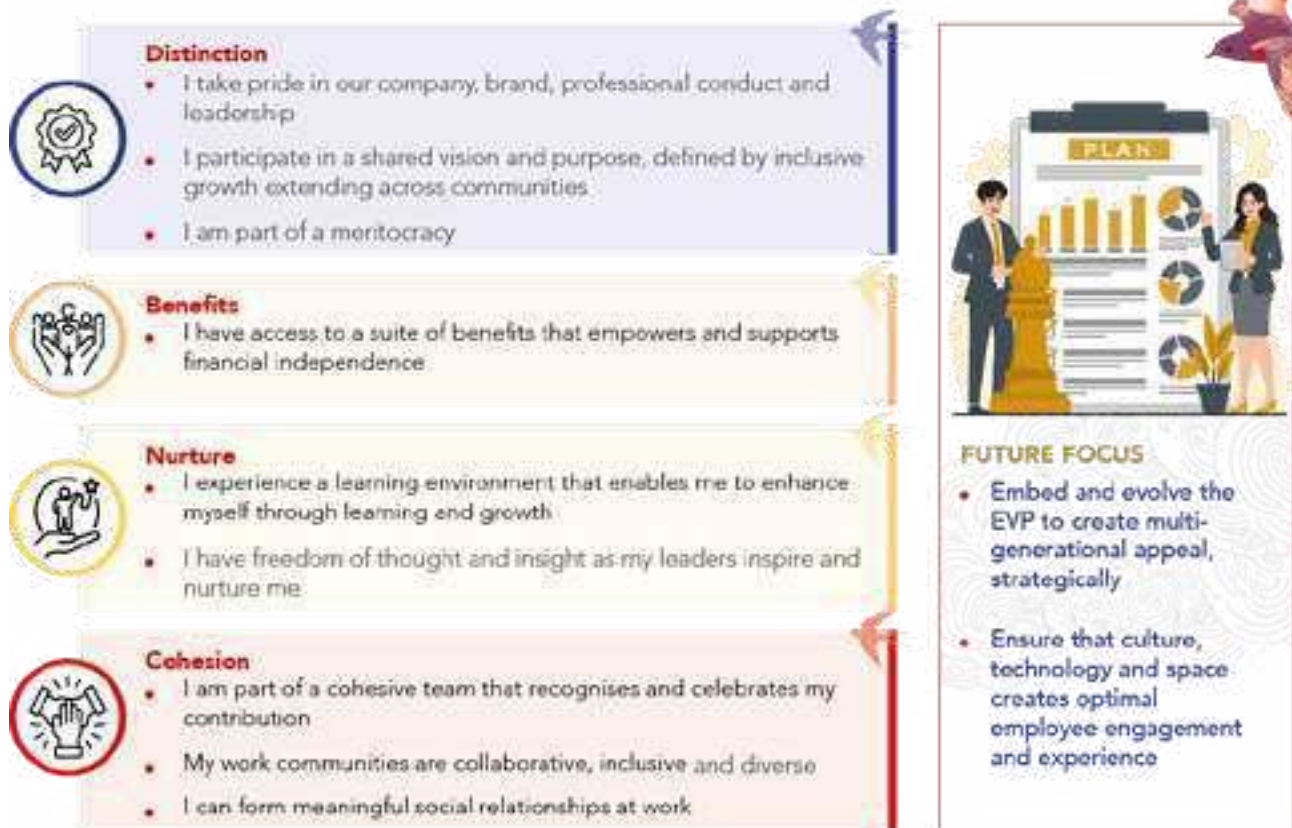 Distinction
• I take pride in our company, brand, professional conduct and
leadership
• I participate in a shared vision and purpose, defined by inclusive
growth extending across communities
• I am part of a meritocracy
Benefits
• I have access to a suite of benefits that empowers and supports
financial independence
Nurture
• I experience a learning environment that enables me to enhance
myself through learning and growth
• I have freedom of thought and insight as my leaders inspire and
nurture me
Cohesion
• I am part of a cohesive team that recognises and celebrates my
contribution
• My work communities are collaborative, inclusive and diverse
• I can form meaningful social relationships at work
PLAN
FUTURE FOCUS
• Embed and evolve the
EVP to create multi-
generational appeal,
strategically
• Ensure that culture,
technology and space
creates optimal
employee engagement
and experience